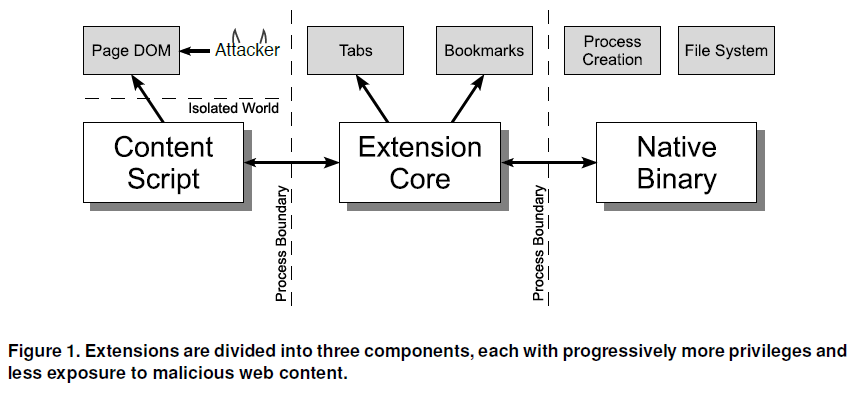 Page DOM
Attacker
Tabs
Bookmarks
Process
Creation
File System
Isolated World
Content
Script
Extension
Core
Native
Binary
Process Boundary
Process Boundary
Figure 1. Extensions are divided into three components, each with progressively more privileges and
less exposure to malicious web content.